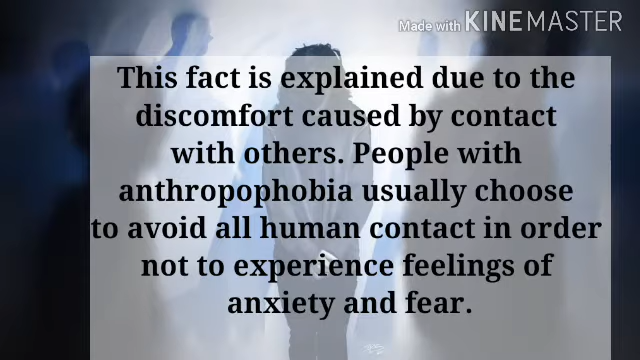 Made with KINEMASTER
This fact is explained due to the
discomfort caused by contact
with others. People with
anthropophobia usually choose
to avoid all human contact in order
not to experience feelings of
anxiety and fear.